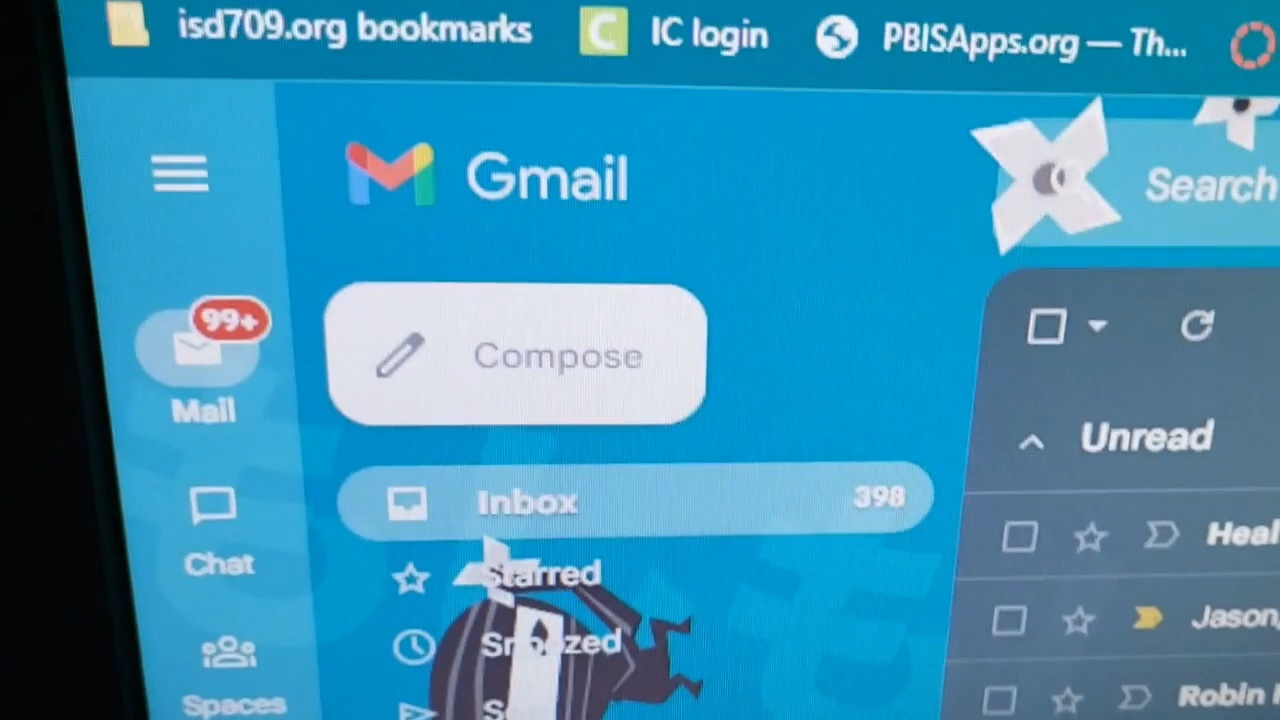 isd709.org bookmarks IC login PBISApps.org — Th...
Gmail
Search
99+
Mail
Compose
Unread
Inbox 398
Chat
Starred
Snoozed
Spaces
Jason,
Robin